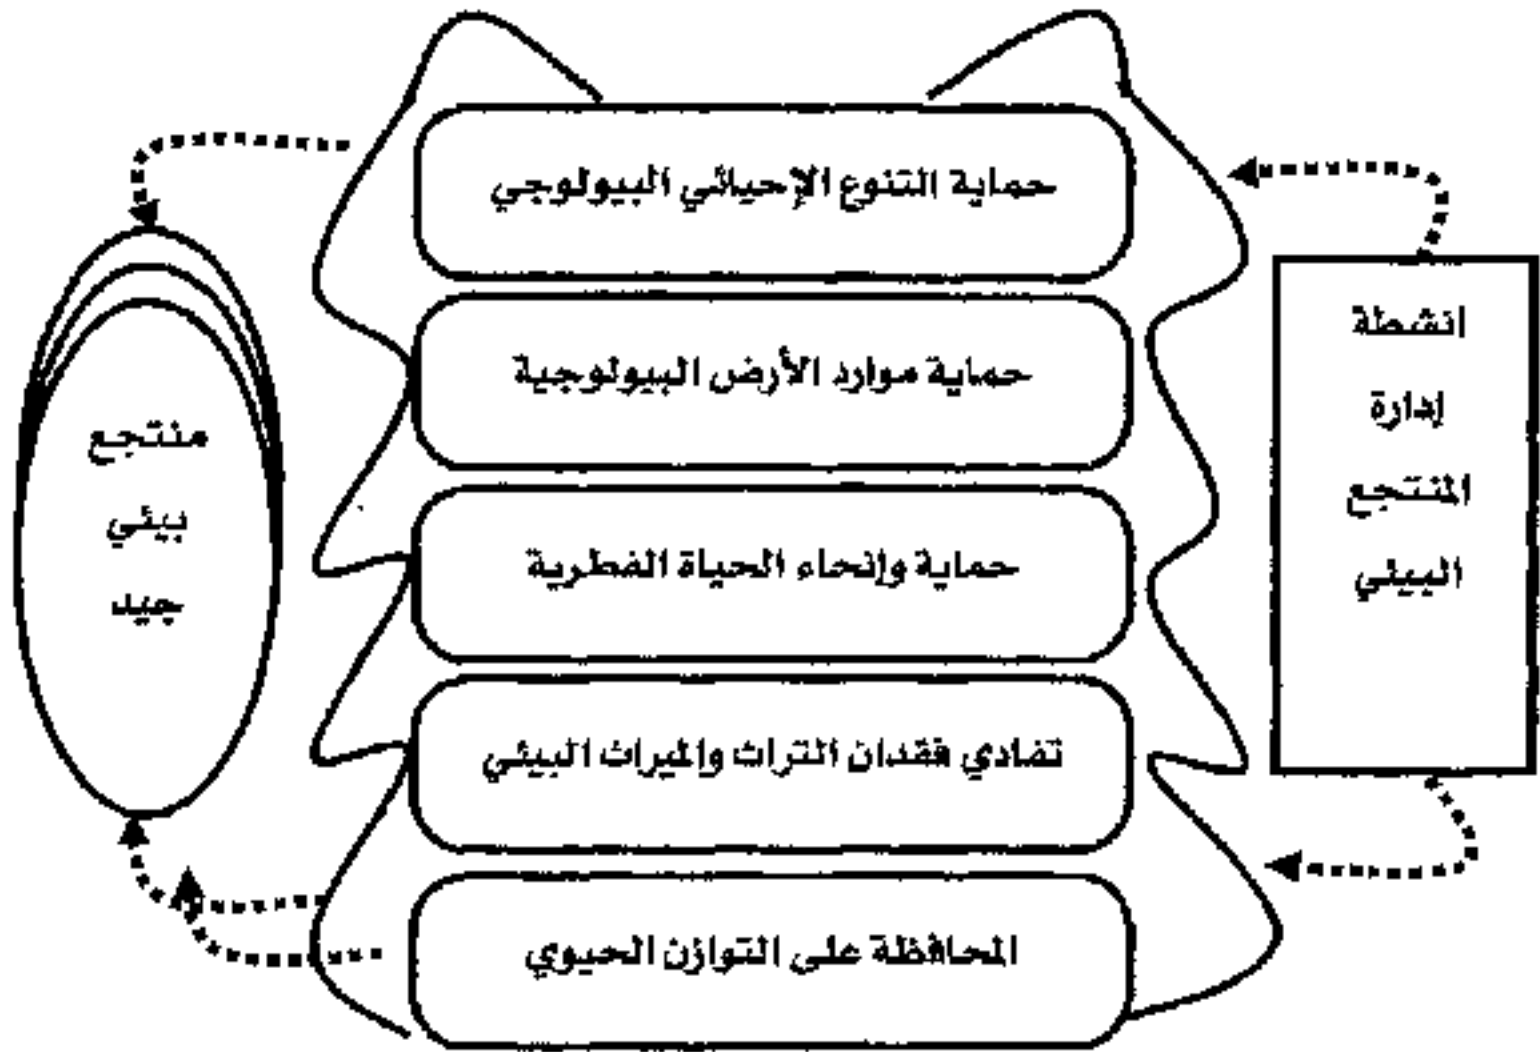 انشطة
إدارة
المنتجع
البيئي
حماية التنوع الإحيائي البيولوجي
حماية موارد الأرض البيولوجية
حماية وإنحاء الحياة الفطرية
تفادي فقدان التراث والميراث البيئي
المحافظة على التوازن الحيوي
منتجع
بيئي
جيد